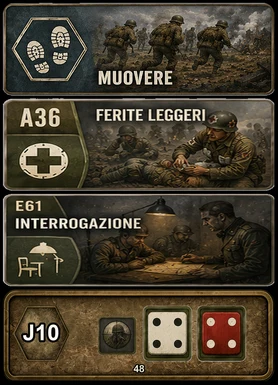 MUOVERE
A36
FERITE LEGGERI
E61
INTERROGAZIONE
J10
48